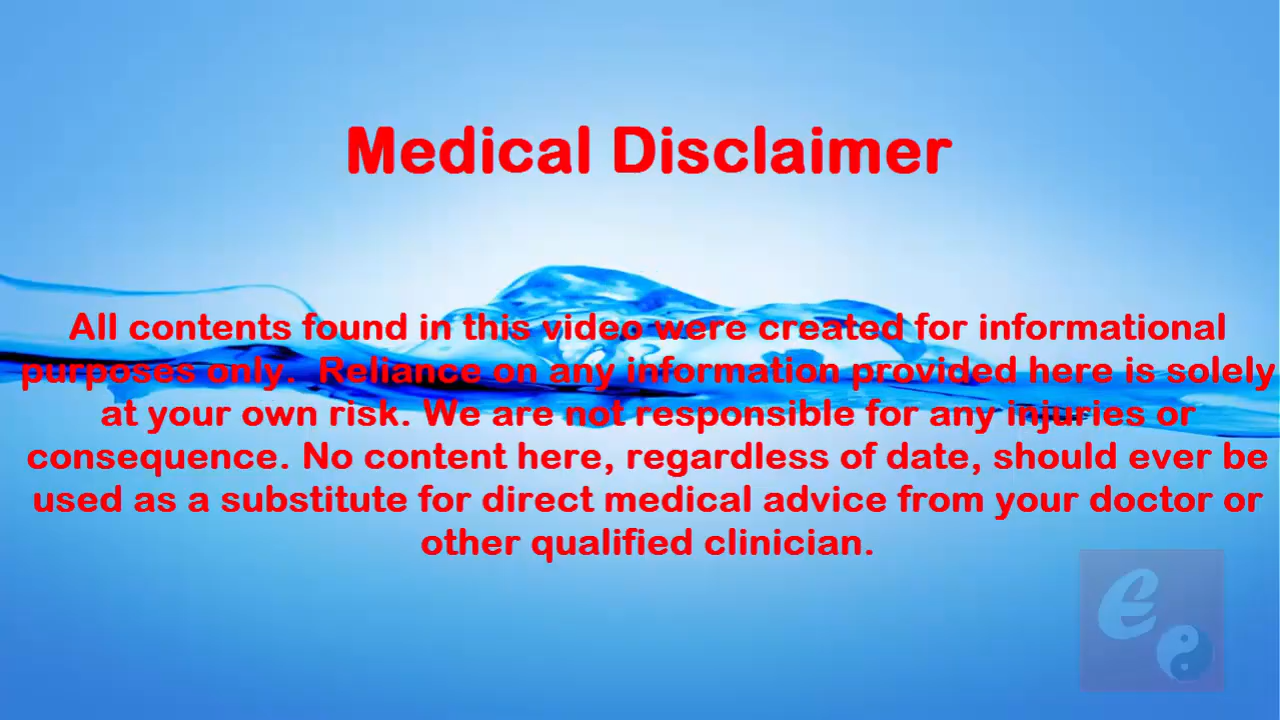 Medical Disclaimer
All contents found in this video were created for informational
purposes only.  Reliance on any information provided here is solely
at your own risk. We are not responsible for any injuries or
consequence. No content here, regardless of date, should ever be
used as a substitute for direct medical advice from your doctor or
other qualified clinician.
e